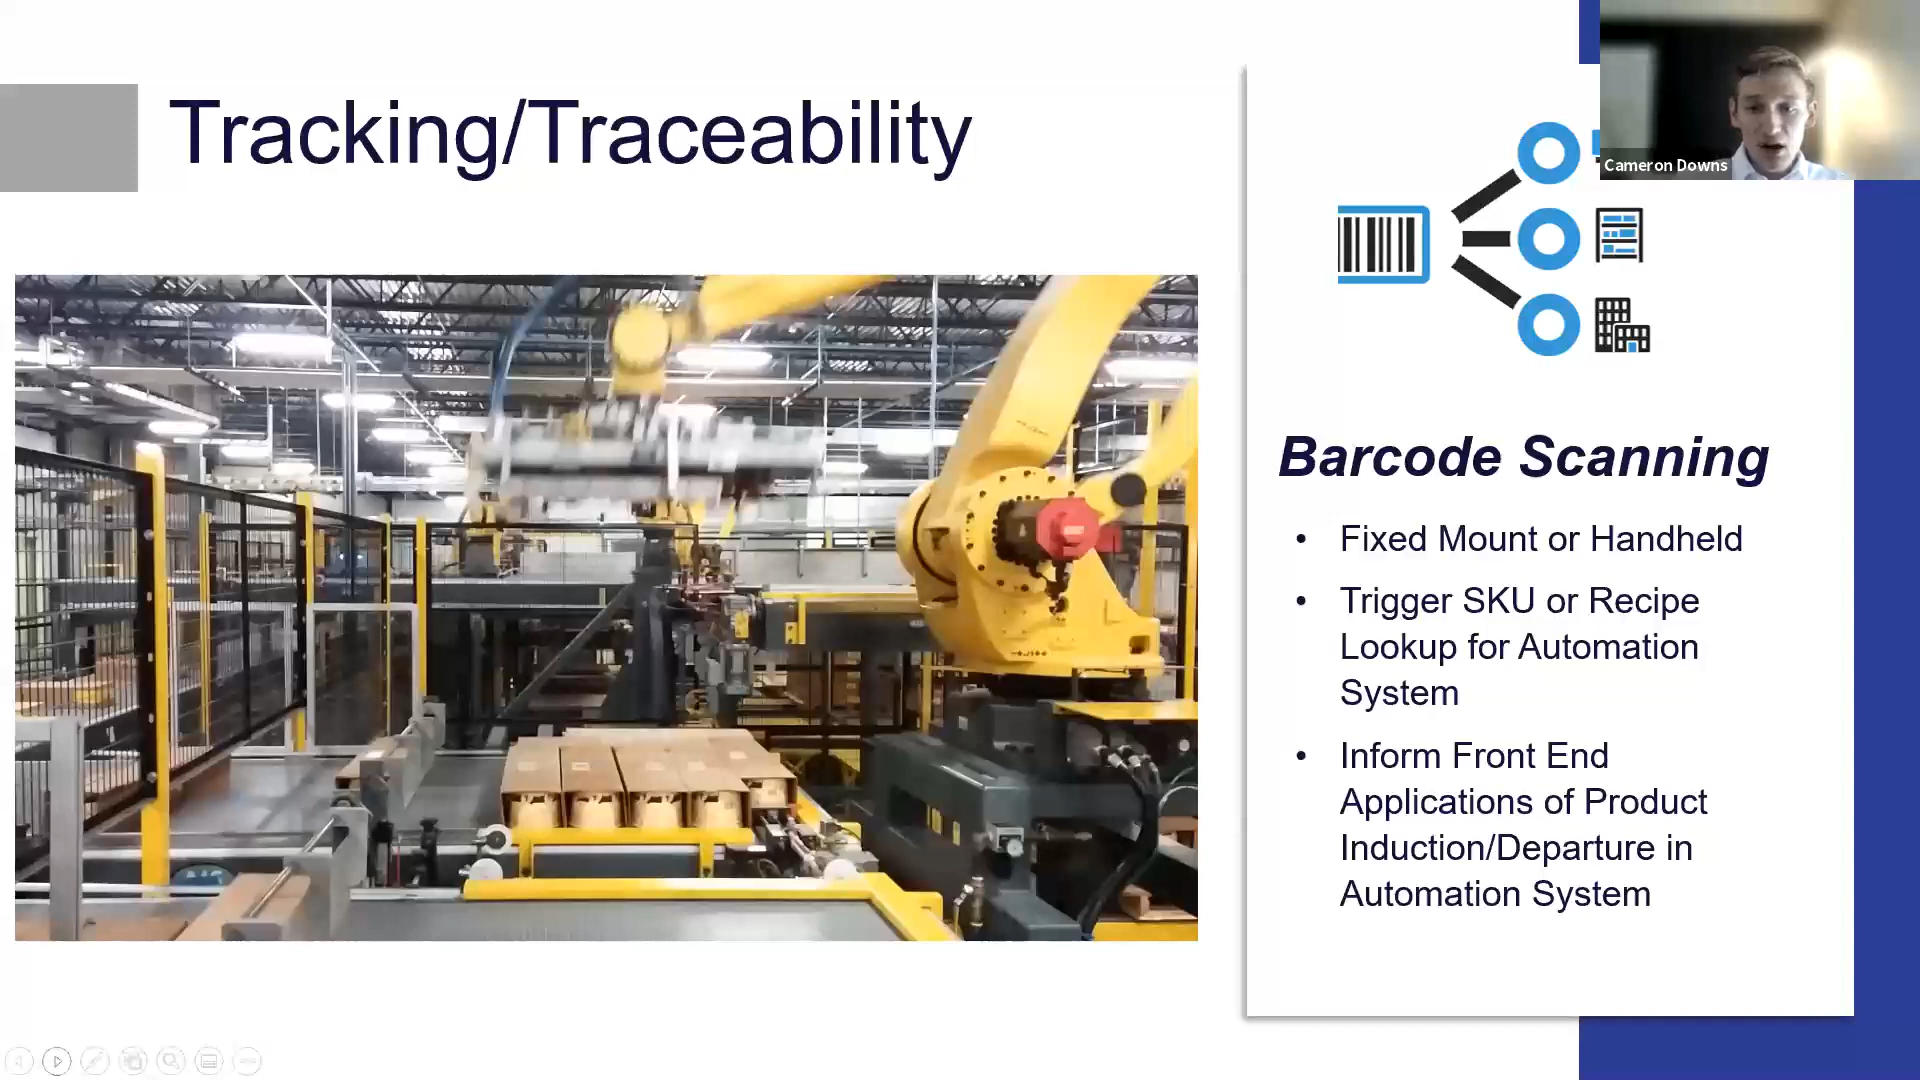 Tracking/Traceability
Cameron Downs
Barcode Scanning
• Fixed Mount or Handheld
• Trigger SKU or Recipe
Lookup for Automation
System
• Inform Front End
Applications of Product
Induction/Departure in
Automation System